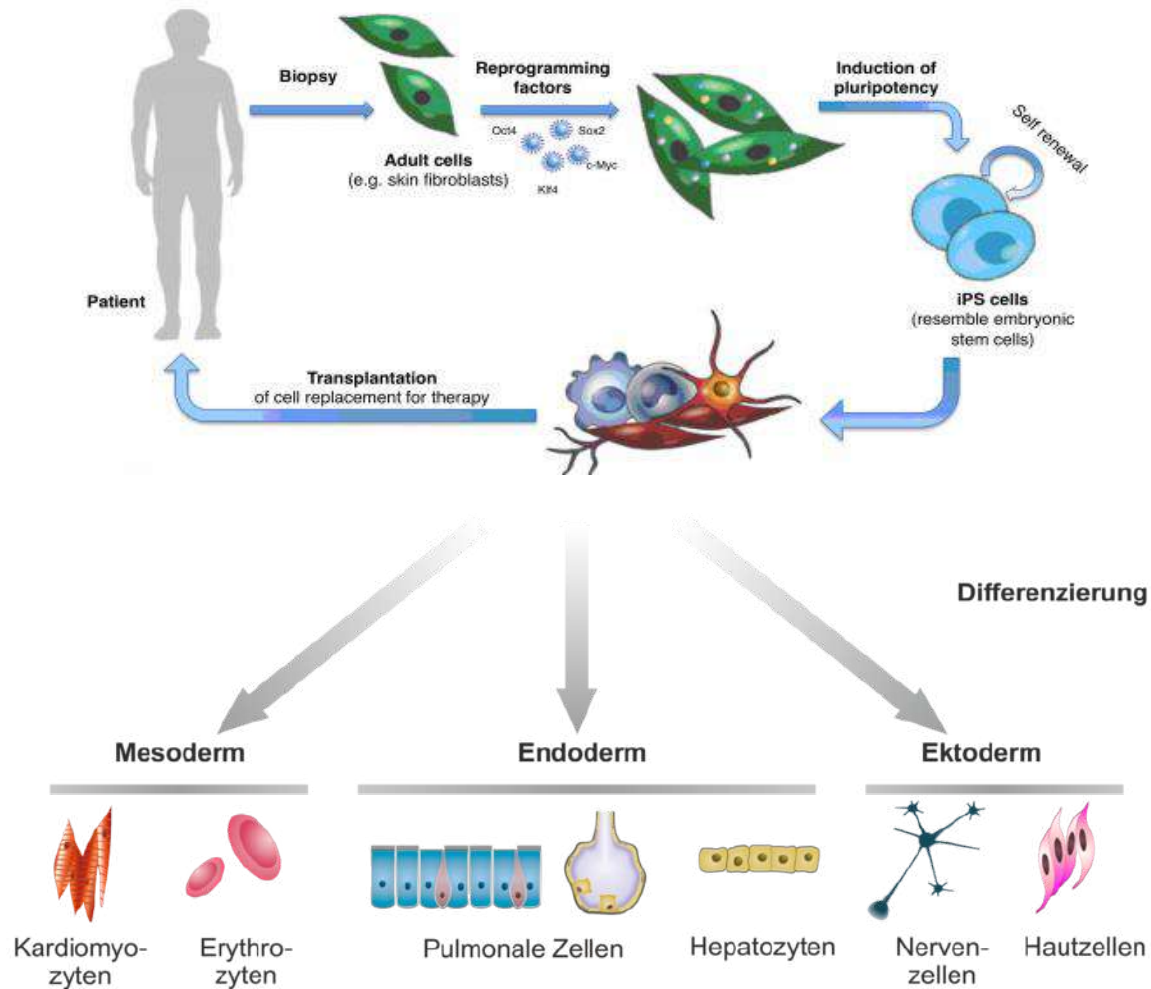 Biopsy
Reprogramming
factors
Induction of
pluripotency
Oct4
Sox2
c-Myc
Klf4
Adult cells
(e.g. skin fibroblasts)
Self renewal
Patient
iPS cells
(resemble embryonic
stem cells)
Transplantation
of cell replacement for therapy
Differenzierung
Mesoderm
Endoderm
Ektoderm
Kardiomyo-
zyten
Erythro-
zyten
Pulmonale Zellen
Hepatozyten
Nerven-
zellen
Hautzellen